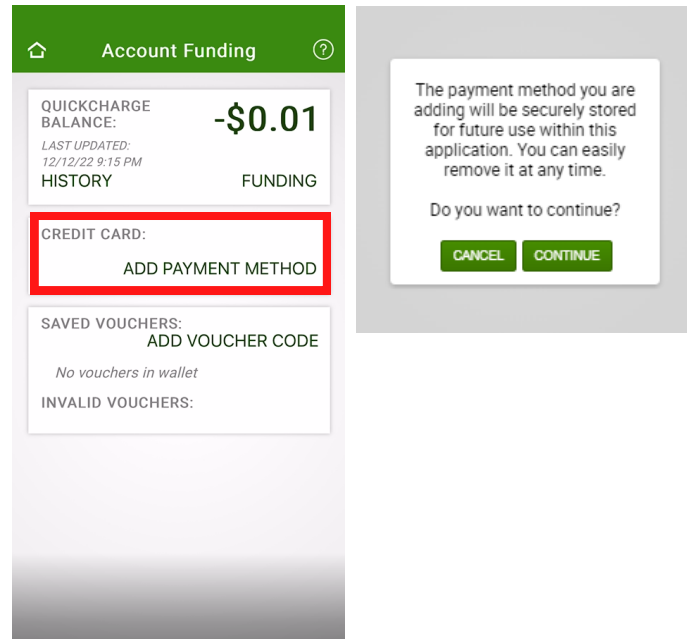 Account Funding
?
QUICKCHARGE
BALANCE:
-$0.01
LAST UPDATED:
12/12/22 9:15 PM
HISTORY
FUNDING
CREDIT CARD:
ADD PAYMENT METHOD
SAVED VOUCHERS:
ADD VOUCHER CODE
No vouchers in wallet
INVALID VOUCHERS:
The payment method you are
adding will be securely stored
for future use within this
application. You can easily
remove it at any time.
Do you want to continue?
CANCEL
CONTINUE